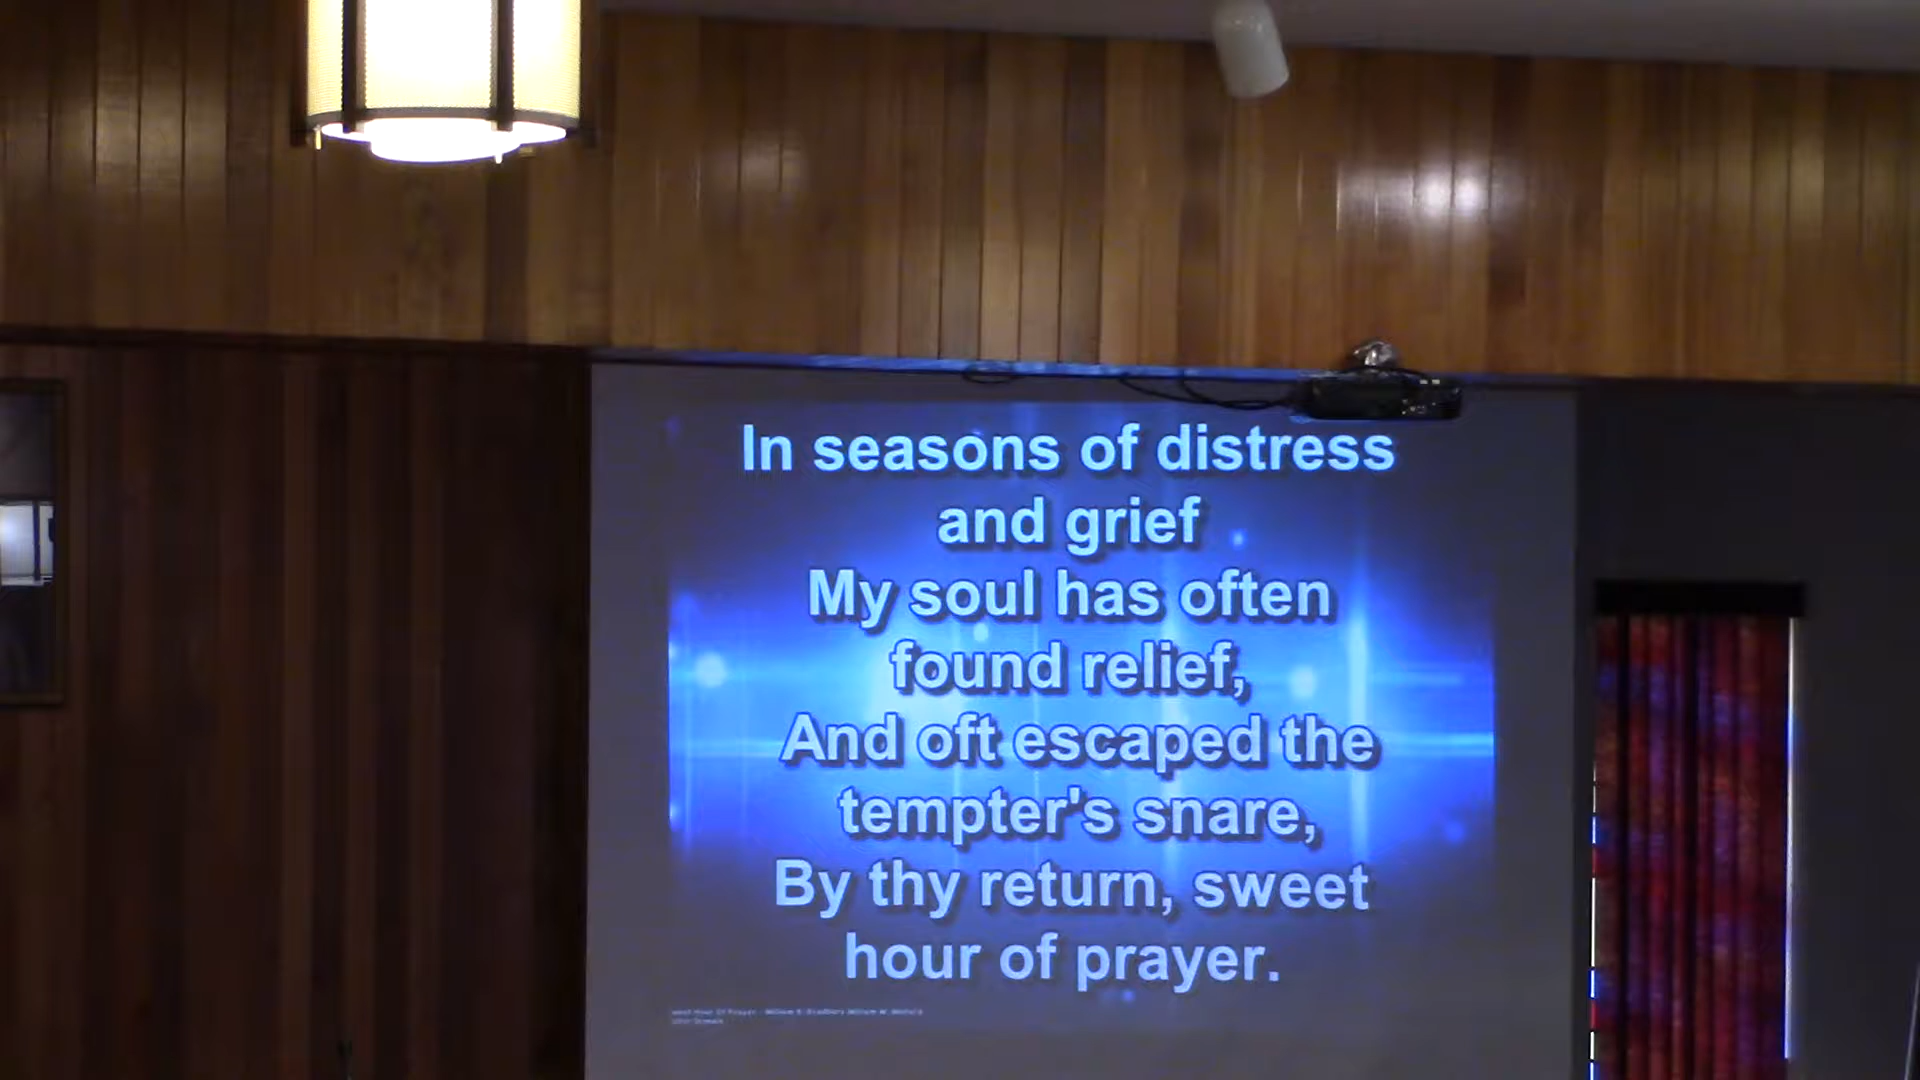 In seasons of distress
and grief
My soul has often
found relief,
And oft escaped the
tempter's snare,
By thy return, sweet
hour of prayer.